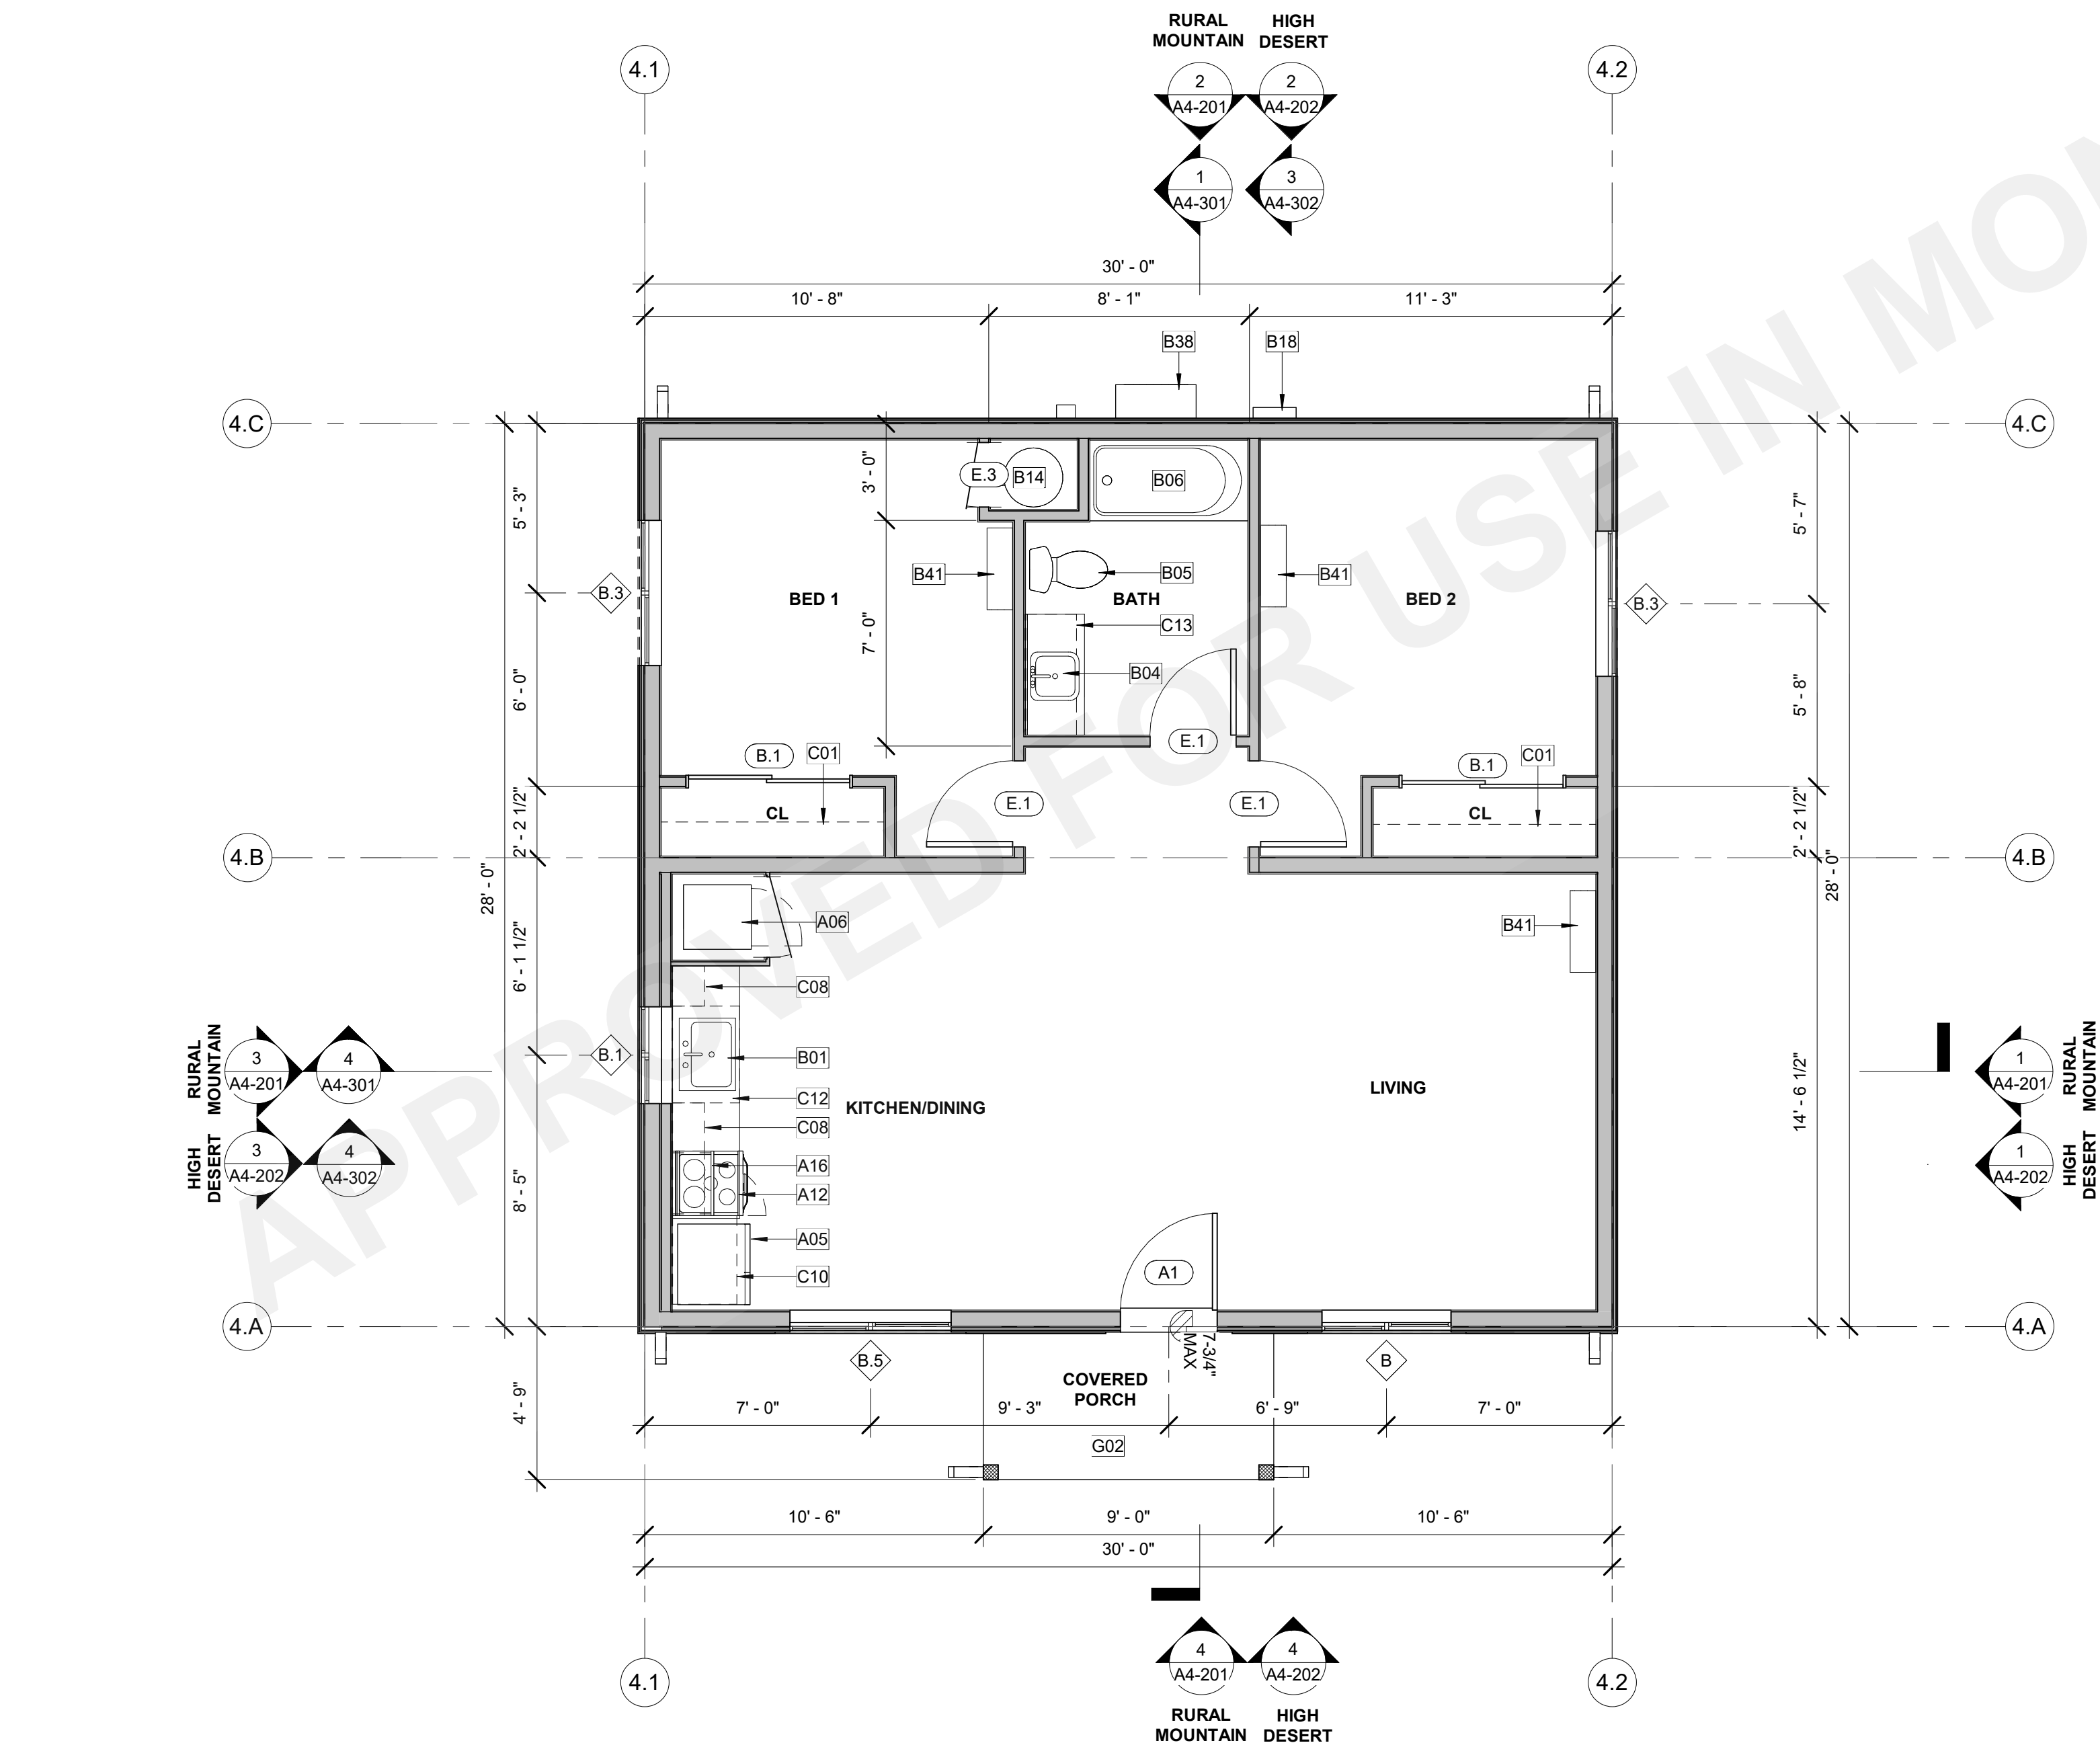 RURAL MOUNTAIN
HIGH DESERT
4.1
4.2
2
A4-201
2
A4-202
1
A4-301
3
A4-302
30' - 0"
10' - 8"
8' - 1"
11' - 3"
B38
B18
4.C
4.C
5' - 3"
3' - 0"
E.3
B14
B06
5' - 7"
B.3
B41
BED 1
7' - 0"
B05
BATH
B41
BED 2
B.3
C13
B04
6' - 0"
5' - 8"
B.1
C01
E.1
B.1
C01
CL
E.1
E.1
CL
2' - 2 1/2"
2' - 2 1/2"
4.B
4.B
28' - 0"
28' - 0"
6' - 1 1/2"
A06
B41
C08
RURAL MOUNTAIN
3
A4-201
4
A4-301
B.1
B01
C12
KITCHEN/DINING
LIVING
14' - 6 1/2"
1
A4-201
RURAL MOUNTAIN
C08
HIGH DESERT
3
A4-202
4
A4-302
8' - 5"
A16
A12
A05
C10
1
A4-202
HIGH DESERT
A1
4.A
4.A
7-3/4" MAX
B.5
B
COVERED
PORCH
4' - 9"
7' - 0"
9' - 3"
6' - 9"
7' - 0"
G02
10' - 6"
9' - 0"
10' - 6"
30' - 0"
4
A4-201
4
A4-202
4.1
4.2
RURAL MOUNTAIN
HIGH DESERT
APPROVED FOR USE IN